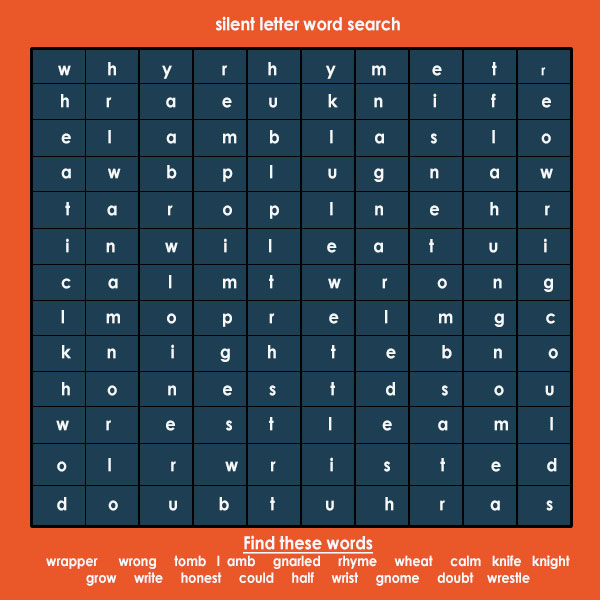 silent letter word search
w h y r h y m e t r
h r a e u k n i f e
e l a m b l a s l o
a w b p l u g n a w
t a r o p l n e h r
i n w i l e a t u i
c a l m t w r o n g
l m o p r e l m g c
k n i g h t e b n o
h o n e s t d s o u
w r e s t l e a m l
o l r w r i s t e d
d o u b t u h r a s
Find these words
wrapper wrong tomb l amb gnarled rhyme wheat calm knife knight
grow write honest could half wrist gnome doubt wrestle